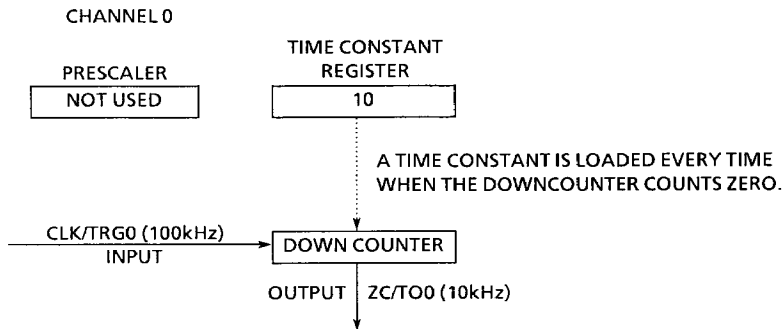 CHANNEL 0
TIME CONSTANT
REGISTER
PRESCALER
NOT USED
10
A TIME CONSTANT IS LOADED EVERY TIME
WHEN THE DOWNCOUNTER COUNTS ZERO.
CLK/TRG0 (100kHz)
INPUT
DOWN COUNTER
OUTPUT ZC/TO0 (10kHz)